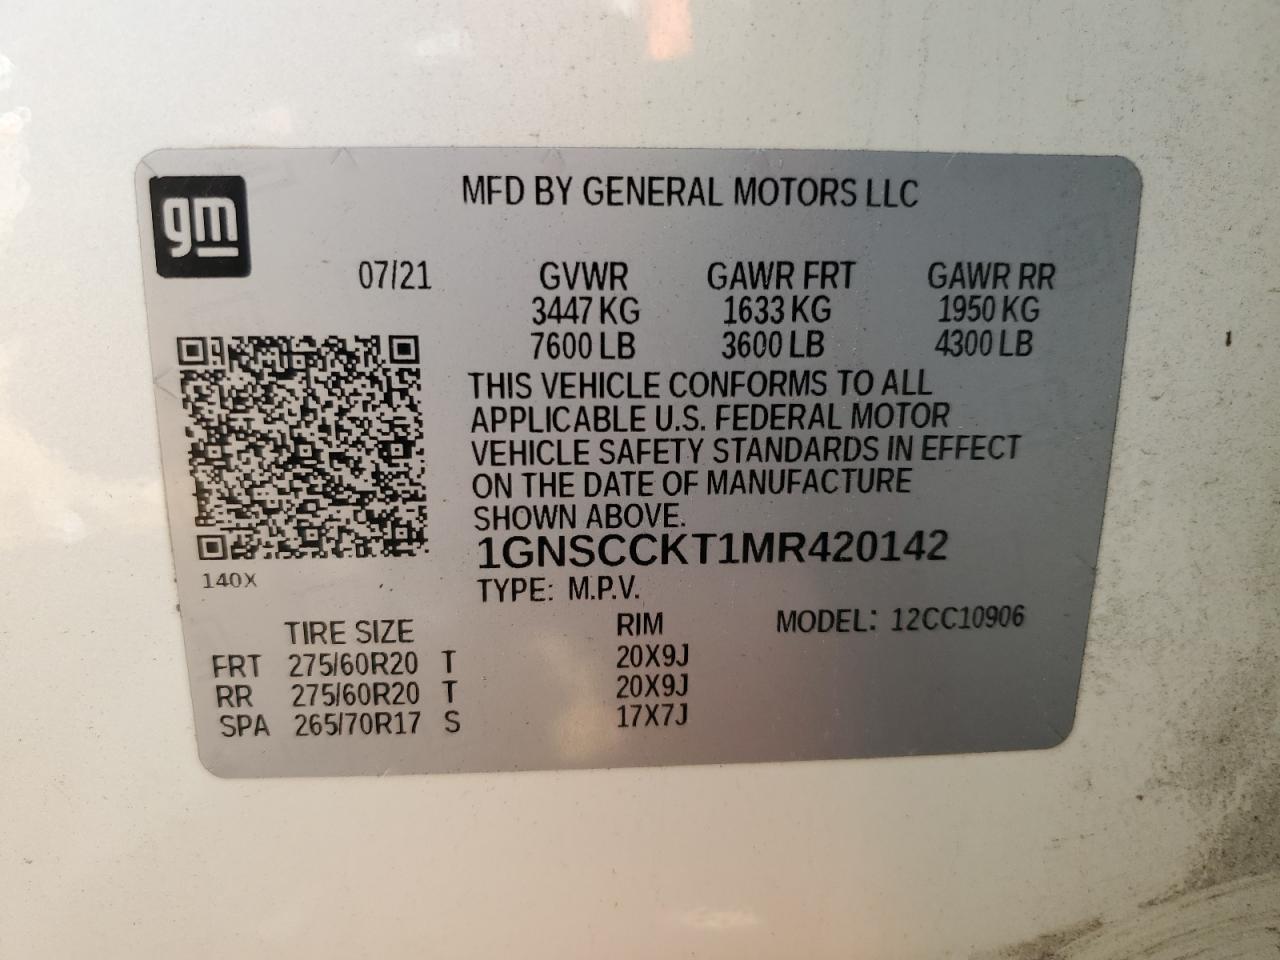 gm
MFD BY GENERAL MOTORS LLC
07/21 GVWR GAWR FRT GAWR RR
3447 KG 1633 KG 1950 KG
7600 LB 3600 LB 4300 LB
THIS VEHICLE CONFORMS TO ALL
APPLICABLE U.S. FEDERAL MOTOR
VEHICLE SAFETY STANDARDS IN EFFECT
ON THE DATE OF MANUFACTURE
SHOWN ABOVE.
1GNSCCKT1MR420142
140X
TYPE: M.P.V.
TIRE SIZE RIM MODEL: 12CC10906
FRT 275/60R20 T 20X9J
RR 275/60R20 T 20X9J
SPA 265/70R17 S 17X7J